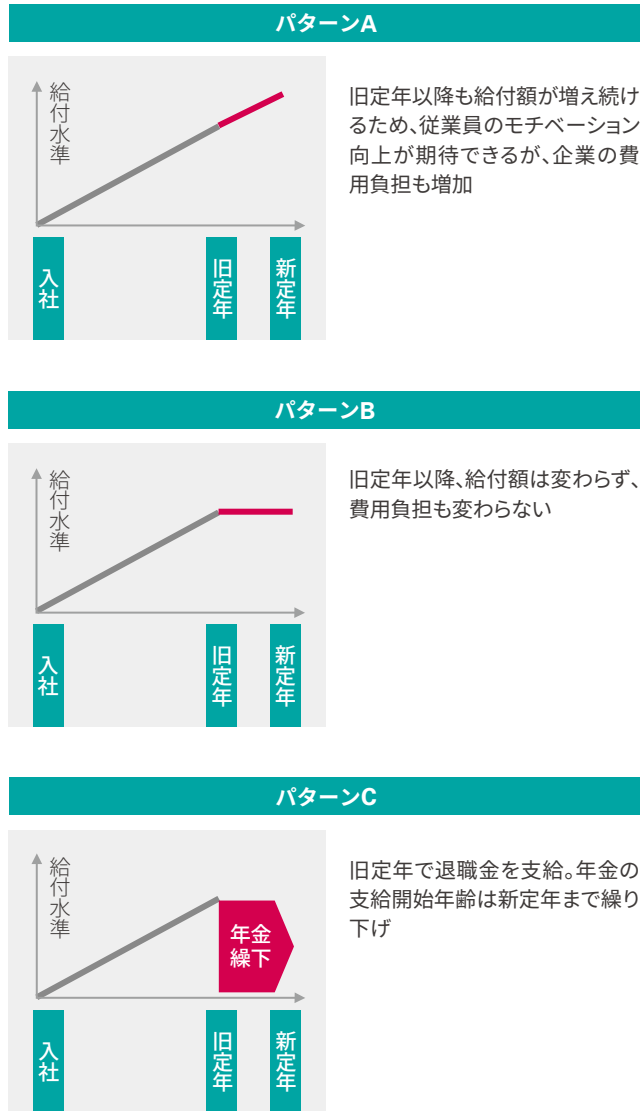 パターンA
給付水準
旧定年以降も給付額が増え続け
るため、従業員のモチベーション
向上が期待できるが、企業の費
用負担も増加
入社
旧定年
新定年
パターンB
給付水準
旧定年以降、給付額は変わらず、
費用負担も変わらない
入社
旧定年
新定年
パターンC
給付水準
旧定年で退職金を支給。年金の
支給開始年齢は新定年まで繰り
下げ
年金
繰下
入社
旧定年
新定年